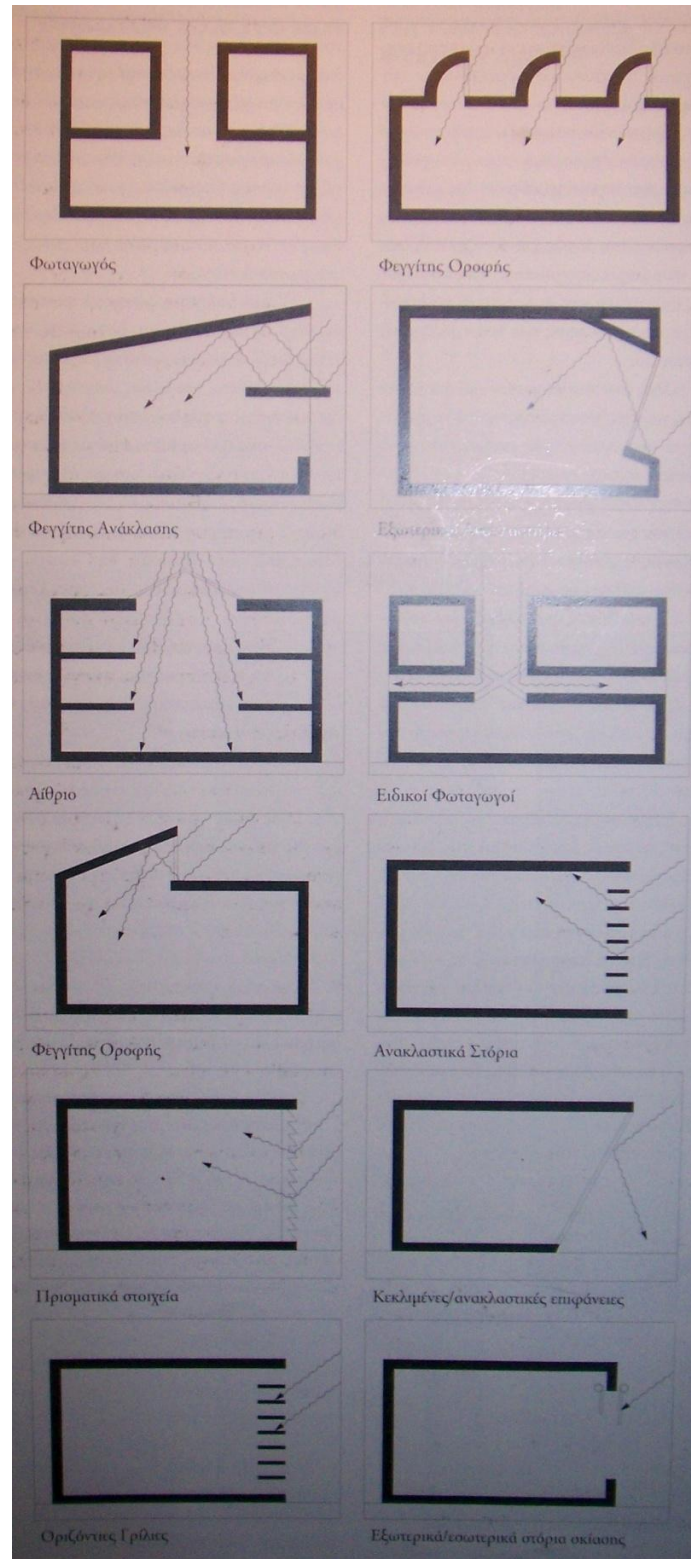 Φωταγωγός
Φεγγίτης Οροφής
Φεγγίτης Ανάκλασης
Εξωτερικοί
Αίθριο
Ειδικοί Φωταγωγοί
Φεγγίτης Οροφής
Ανακλαστικά Στόρια
Πρισματικά στοιχεία
Κεκλιμένες/ανακλαστικές επιφάνειες
Οριζόντιες Γρίλιες
Εξωτερικά/εσωτερικά στόρια σκίασης